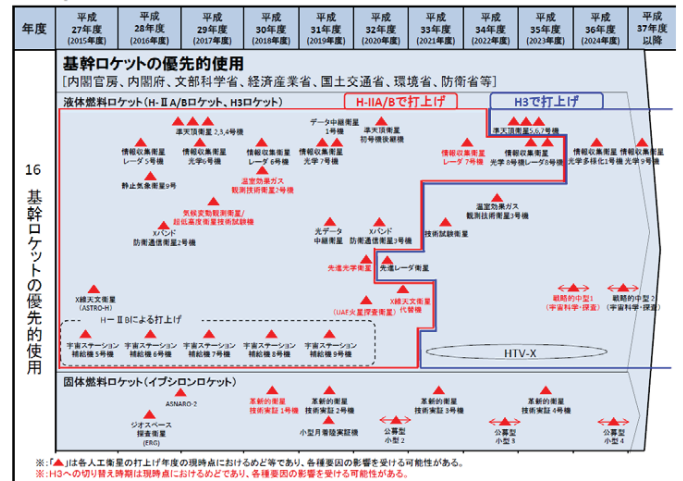 年度
平成
27年度
(2015年度)
平成
28年度
(2016年度)
平成
29年度
(2017年度)
平成
30年度
(2018年度)
平成
31年度
(2019年度)
平成
32年度
(2020年度)
平成
33年度
(2021年度)
平成
34年度
(2022年度)
平成
35年度
(2023年度)
平成
36年度
(2024年度)
平成
37年度
以降
16
基幹ロケットの優先的使用
基幹ロケットの優先的使用
[内閣官房、内閣府、文部科学省、経済産業省、国土交通省、環境省、防衛省等]
液体燃料ロケット(H-ⅡA/Bロケット、H3ロケット)
H-IIA/Bで打上げ
H3で打上げ
準天頂衛星 2,3,4号機
データ中継衛星
1号機
準天頂衛星
初号機後継機
準天頂衛星5,6,7号機
情報収集衛星
レーダ 5号機
情報収集衛星
光学6号機
情報収集衛星
レーダ 6号機
情報収集衛星
光学 7号機
情報収集衛星
レーダ 7号機
情報収集衛星
光学 8号機レーダ8号機
情報収集衛星
光学多様化1号機
情報収集衛星
光学 9号機
静止気象衛星9号
温室効果ガス
観測技術衛星2号機
温室効果ガス
観測技術衛星3号機
気候変動観測衛星/
超低高度衛星技術試験機
Xバンド
防衛通信衛星2号機
光データ
中継衛星
Xバンド
防衛通信衛星3号機
技術試験衛星
先進光学衛星
先進レーダ衛星
X線天文衛星
(ASTRO-H)
(UAE火星探査衛星)
X線天文衛星
代替機
戦略的中型1
(宇宙科学・探査)
戦略的中型 2
(宇宙科学・探査)
H-ⅡBによる打上げ
宇宙ステーション
補給機 5号機
宇宙ステーション
補給機 6号機
宇宙ステーション
補給機 7号機
宇宙ステーション
補給機 8号機
宇宙ステーション
補給機 9号機
HTV-X
固体燃料ロケット(イプシロンロケット)
ASNARO-2
革新的衛星
技術実証 1号機
革新的衛星
技術実証 2号機
革新的衛星
技術実証 3号機
革新的衛星
技術実証 4号機
ジオスペース
探査衛星
(ERG)
小型月着陸実証機
公募型
小型 2
公募型
小型 3
公募型
小型 4
※:「▲」は各人工衛星の打上げ年度の現時点におけるめど等であり、各種要因の影響を受ける可能性がある。
※:H3への切り替え時期は現時点におけるめどであり、各種要因の影響を受ける可能性がある。